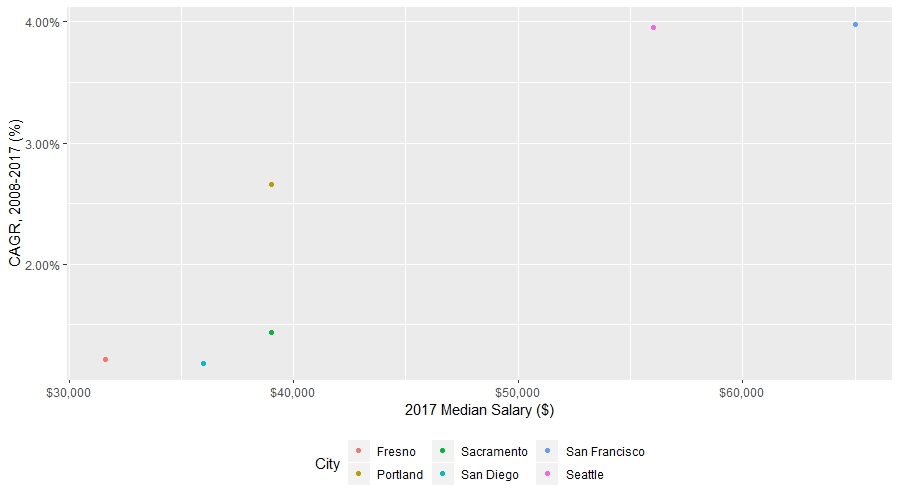 4.00%
3.00%
2.00%
CAGR, 2008-2017 (%)
$30,000 $40,000 $50,000 $60,000
2017 Median Salary ($)
City
Fresno Sacramento San Francisco
Portland San Diego Seattle